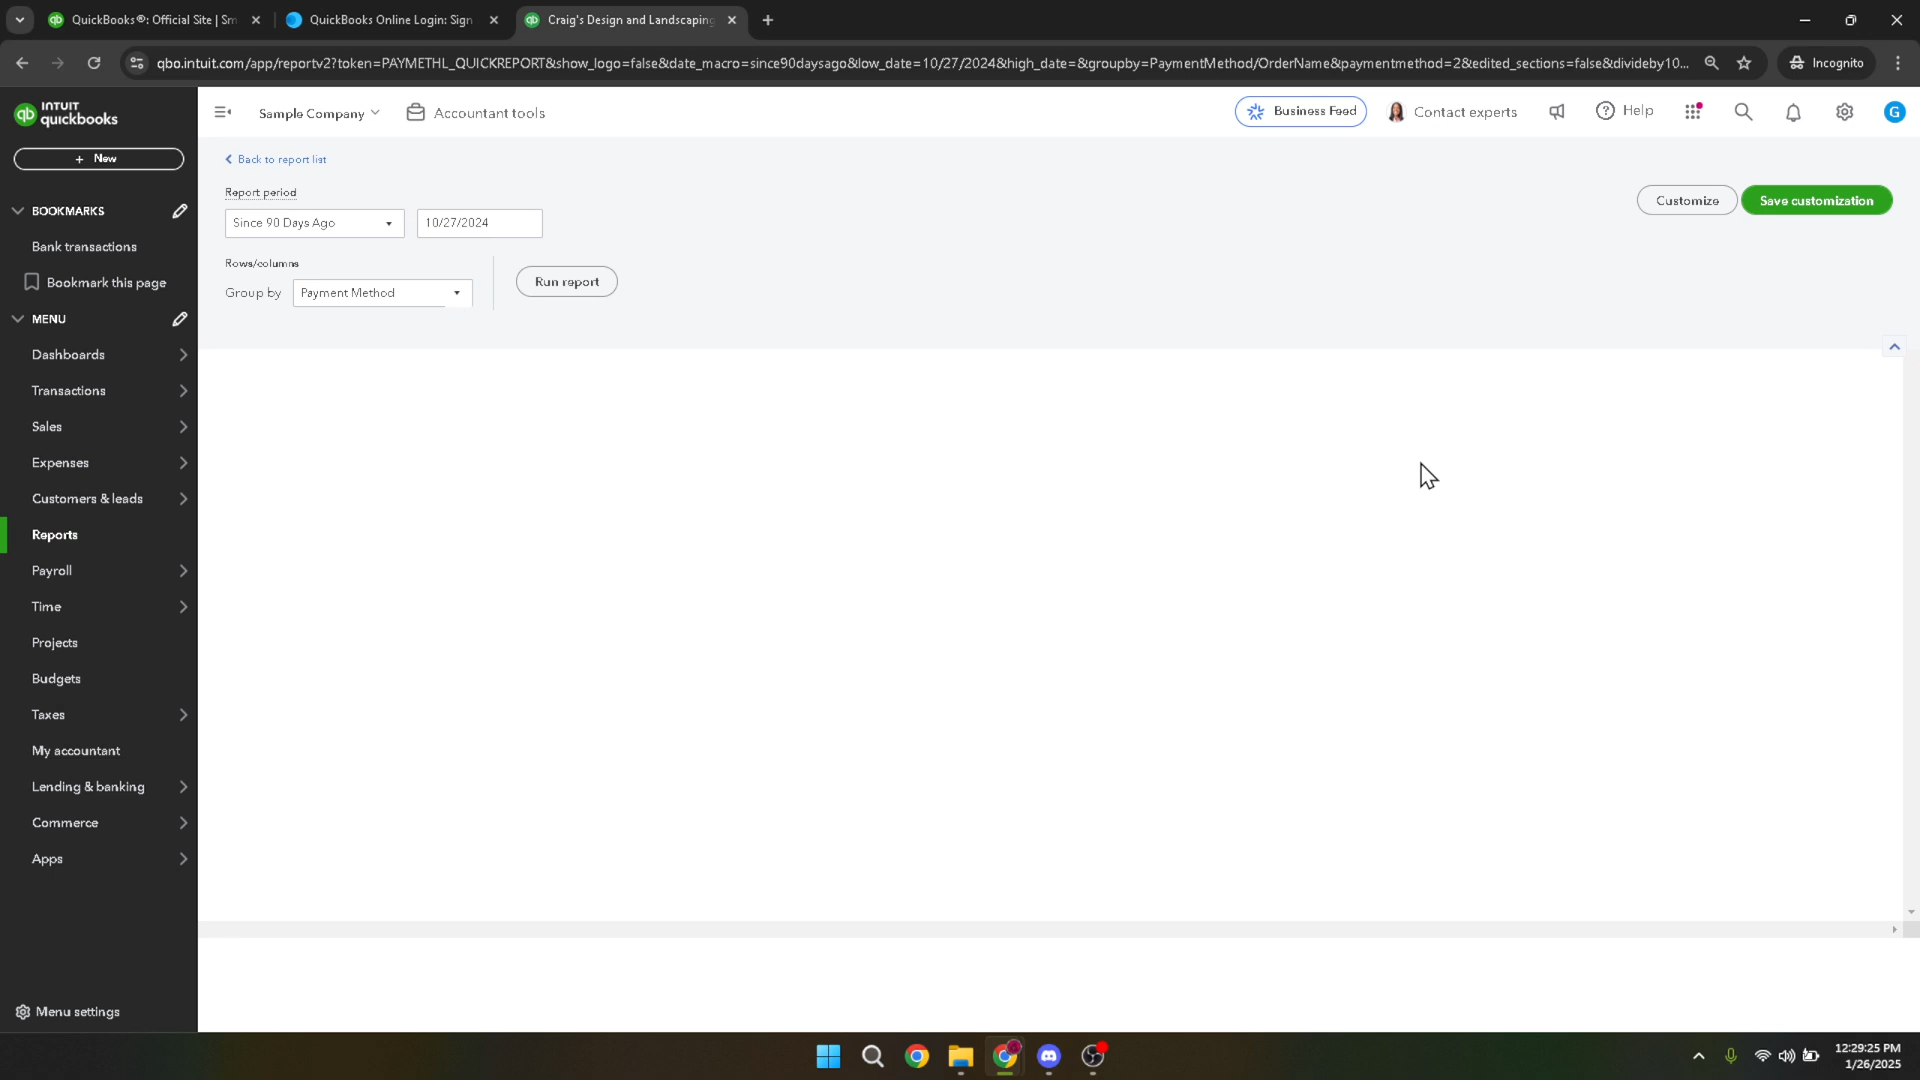 QuickBooks®: Official Site | Sm
QuickBooks Online Login: Sign
Craig's Design and Landscaping
qbo.intuit.com/app/reportv2?token=PAYMETHL_QUICKREPORT&show_logo=false&date_macro=since90daysago&low_date=10/27/2024&high_date=&groupby=PaymentMethod/OrderName&paymentmethod=2&edited_sections=false&divideby10...
Incognito
INTUIT
quickbooks
Sample Company
Accountant tools
Business Feed
Contact experts
Help
G
+ New
Back to report list
Report period
Since 90 Days Ago
10/27/2024
Customize
Save customization
Rows/columns
Group by
Payment Method
Run report
BOOKMARKS
Bank transactions
Bookmark this page
MENU
Dashboards
Transactions
Sales
Expenses
Customers & leads
Reports
Payroll
Time
Projects
Budgets
Taxes
My accountant
Lending & banking
Commerce
Apps
Menu settings
12:29:25 PM
1/26/2025